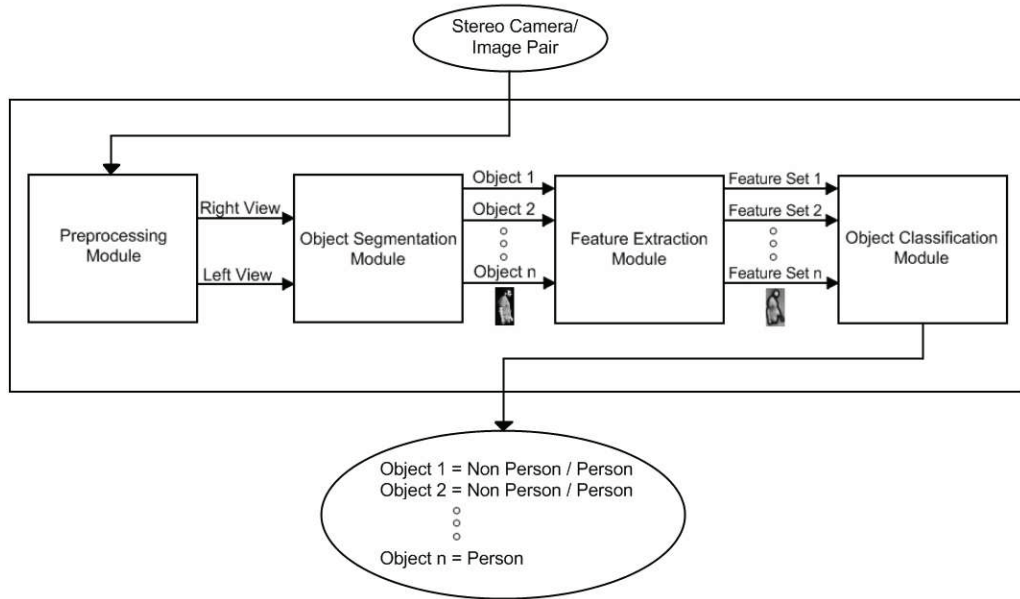 Stereo Camera/
Image Pair
Preprocessing
Module
Right View
Left View
Object Segmentation
Module
Object 1
Object 2
Object n
Feature Extraction
Module
Feature Set 1
Feature Set 2
Feature Set n
Object Classification
Module
Object 1 = Non Person / Person
Object 2 = Non Person / Person
Object n = Person